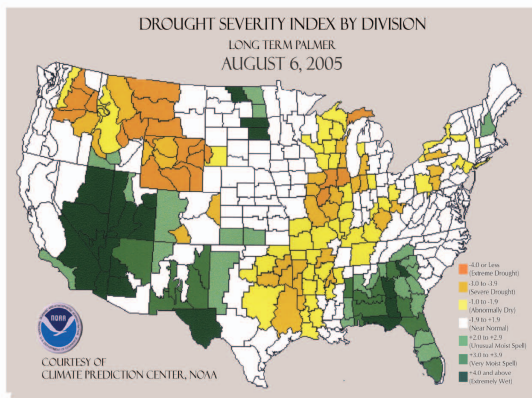 DROUGHT SEVERITY INDEX BY DIVISION
LONG TERM PALMER
AUGUST 6, 2005
-4.0 or Less
(Extreme Drought)
-3.0 to -3.9
(Severe Drought)
-1.0 to -1.9
(Abnormally Dry)
-1.9 to +1.9
(Near Normal)
+2.0 to +2.9
(Unusual Moist Spell)
+3.0 to +3.9
(Very Moist Spell)
+4.0 and above
(Extremely Wet)
NOAA
COURTESY OF
CLIMATE PREDICTION CENTER, NOAA